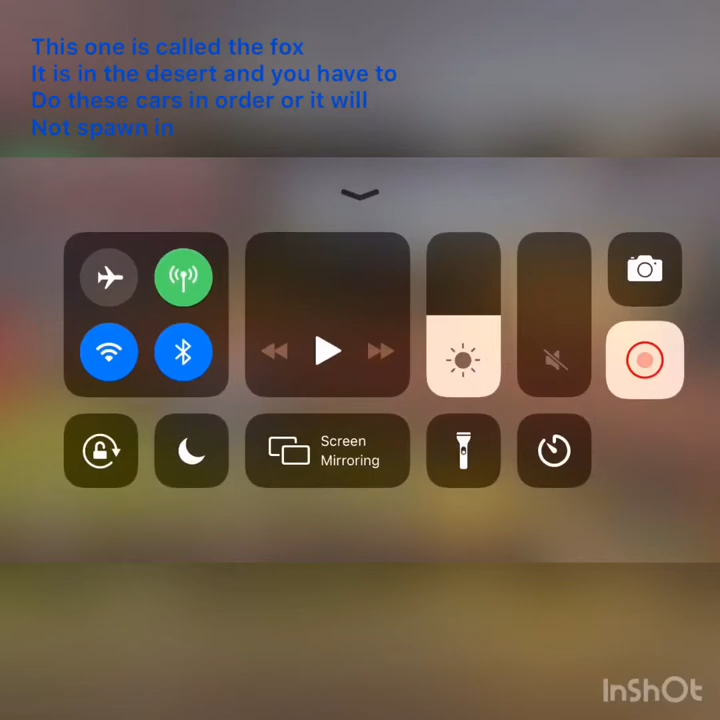 This one is called the fox
It is in the desert and you have to
Do these cars in order or it will
Not spawn in
Screen
Mirroring
InShOt